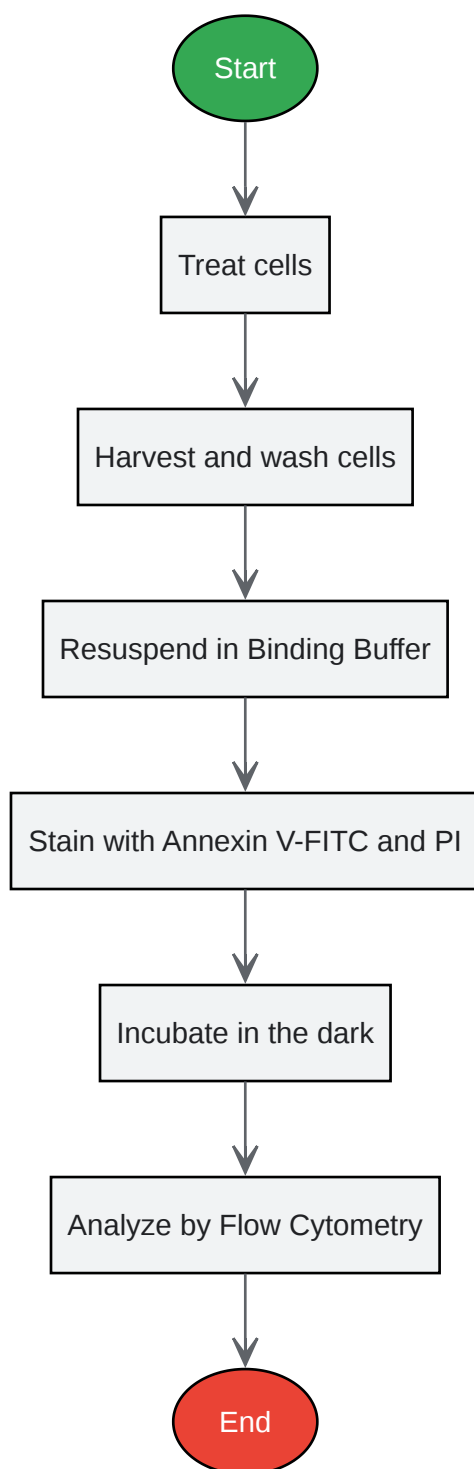 Start
Treat cells
Harvest and wash cells
Resuspend in Binding Buffer
Stain with Annexin V-FITC and PI
Incubate in the dark
Analyze by Flow Cytometry
End